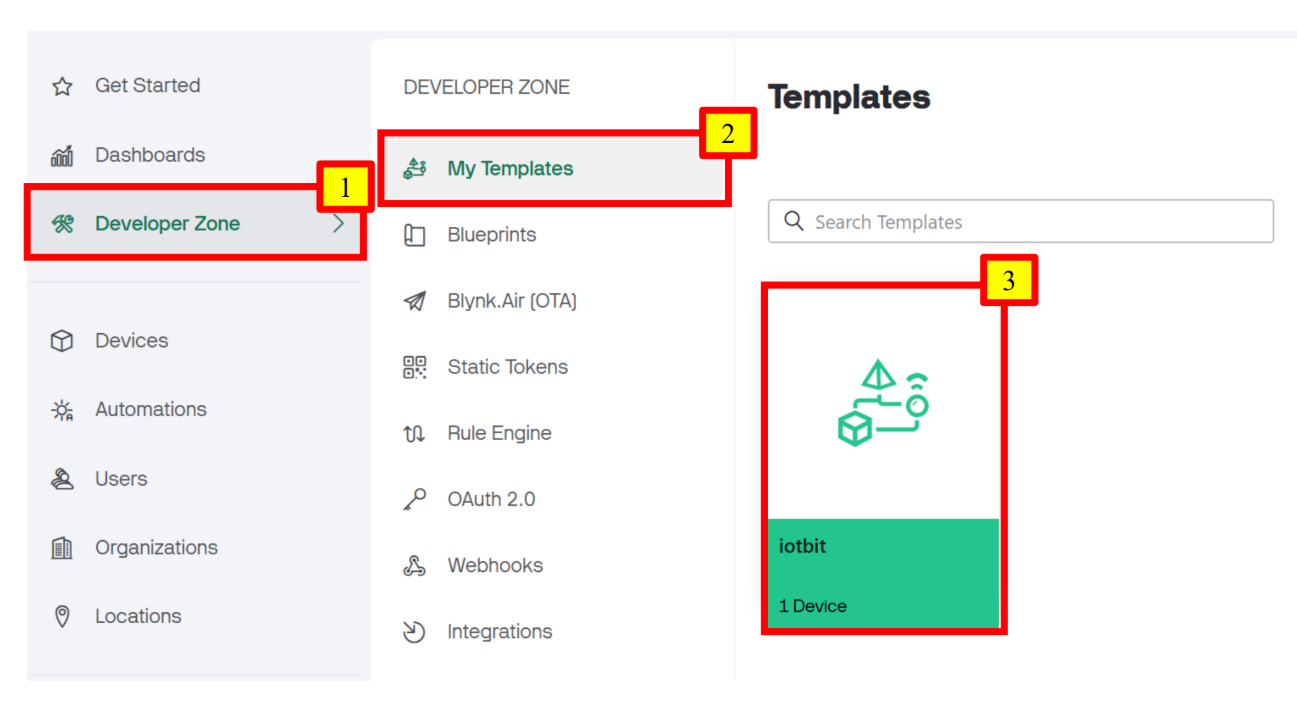 Get Started
Dashboards
1
Developer Zone
Devices
Automations
Users
Organizations
Locations
DEVELOPER ZONE
2
My Templates
Blueprints
Blynk.Air (OTA)
Static Tokens
Rule Engine
OAuth 2.0
Webhooks
Integrations
Templates
Search Templates
3
iotbit
1 Device